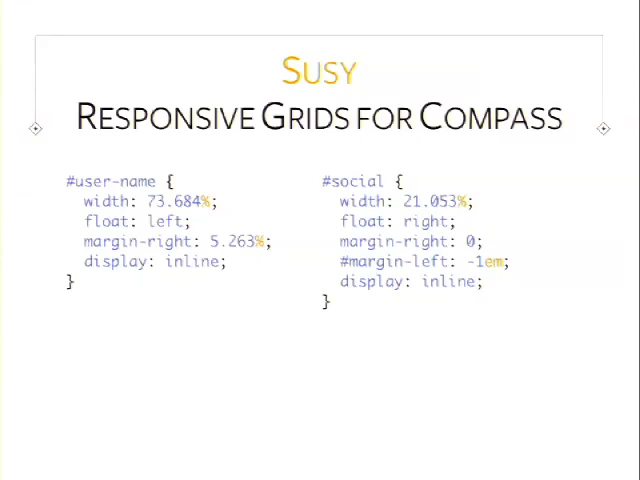 SUSY
RESPONSIVE GRIDS FOR COMPASS
#user-name {
width: 73.684%;
float: left;
margin-right: 5.263%;
display: inline;
}
#social {
width: 21.053%;
float: right;
margin-right: 0;
#margin-left: -1em;
display: inline;
}